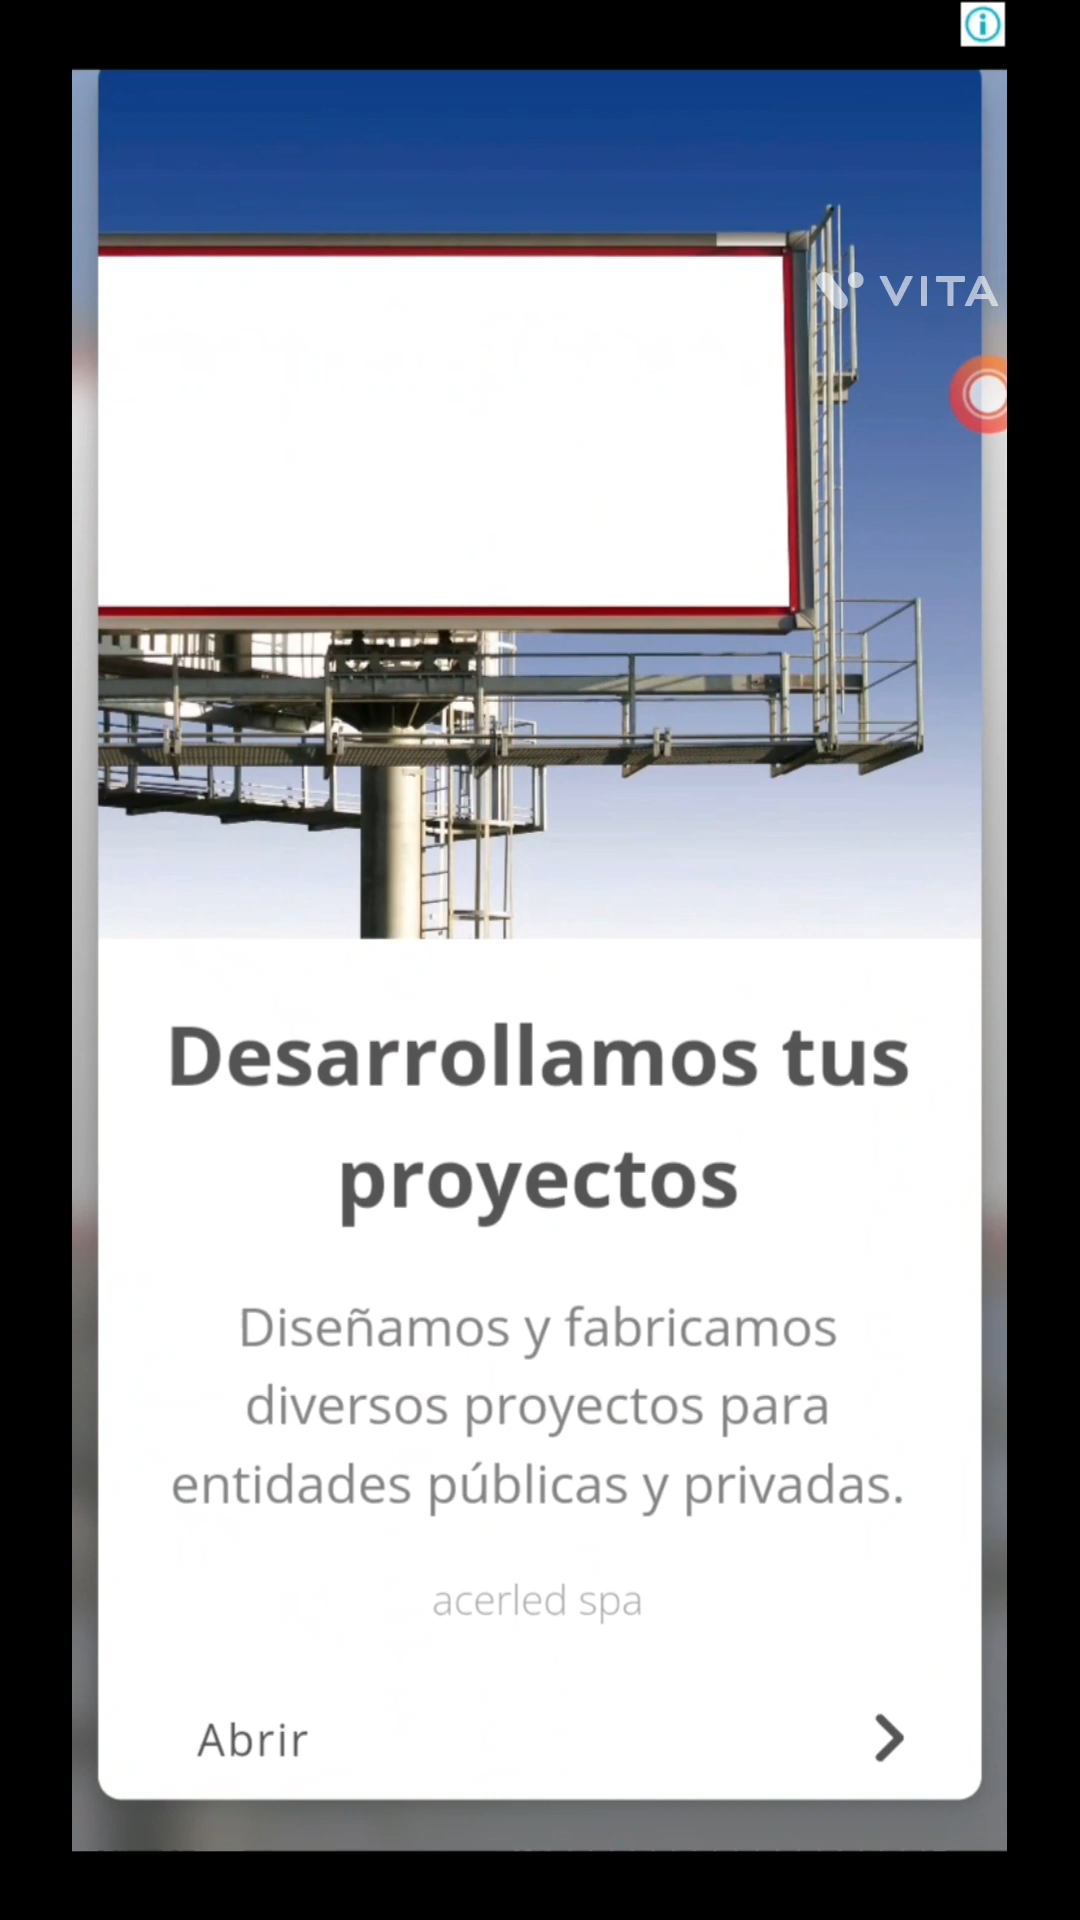 VITA
Desarrollamos tus
proyectos
Diseñamos y fabricamos
diversos proyectos para
entidades públicas y privadas.
acerled spa
Abrir